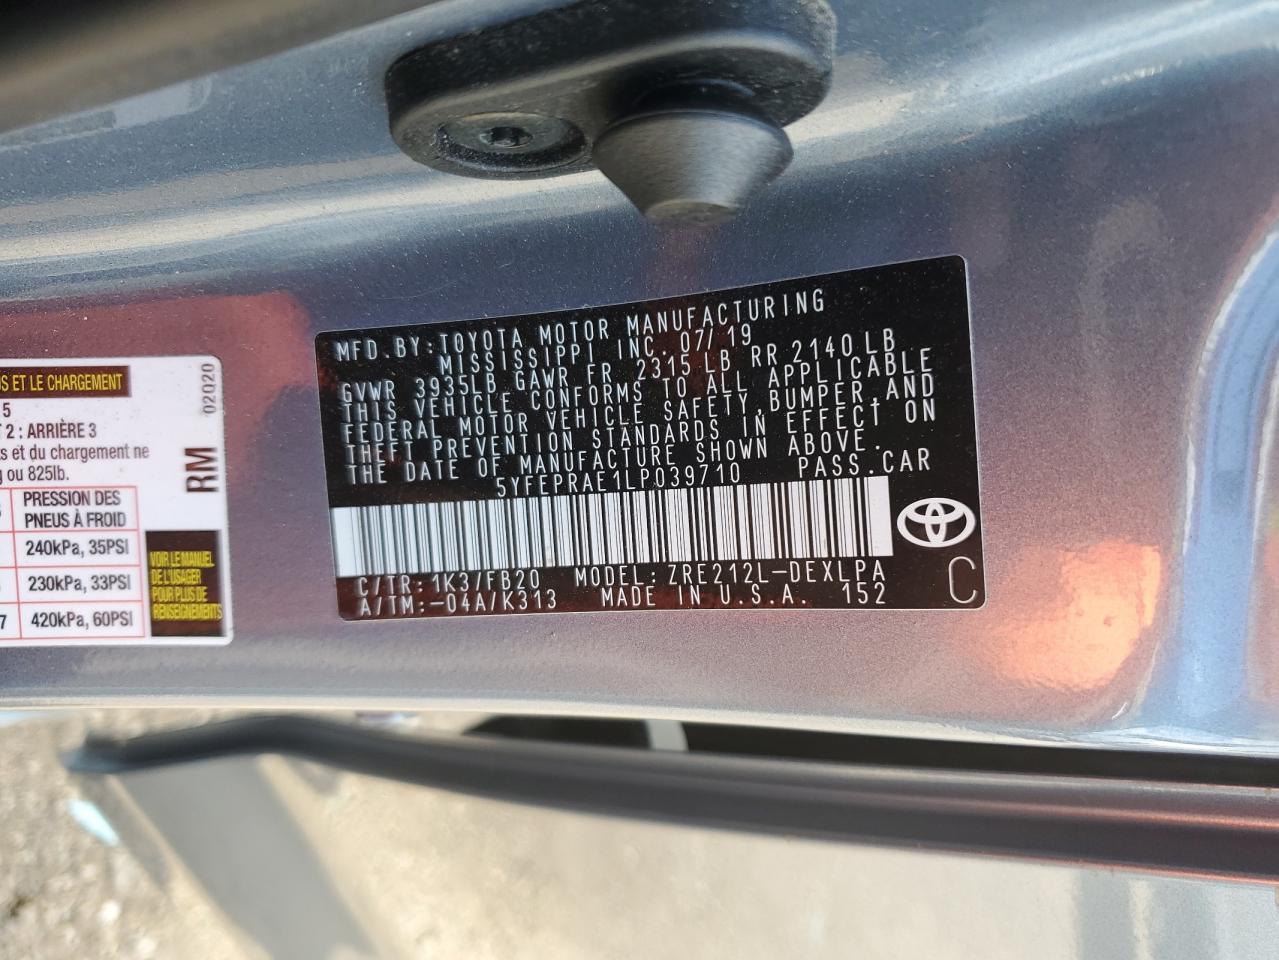 MFD.BY:TOYOTA MOTOR MANUFACTURING
MISSISSIPPI INC. 07/19
GVWR 3935LB GAWR FR 2315 LB RR 2140 LB
THIS VEHICLE CONFORMS TO ALL APPLICABLE
FEDERAL MOTOR VEHICLE SAFETY,BUMPER,AND
THEFT PREVENTION STANDARDS IN EFFECT ON
THE DATE OF MANUFACTURE SHOWN ABOVE.
5YFEPRAE1LP039710 PASS.CAR
C/TR: 1K3/FB20 MODEL: ZRE212L-DEXLPA
A/TM:-04A/K313 MADE IN U.S.A. 152
C
ET LE CHARGEMENT
5
2 : ARRIÈRE 3
et du chargement ne
ou 825lb.
PRESSION DES
PNEUS À FROID
240kPa, 35PSI
230kPa, 33PSI
7 420kPa, 60PSI
02020
RM
VOIR LE MANUEL
DE L'USAGER
POUR PLUS DE
RENSEIGNEMENTS